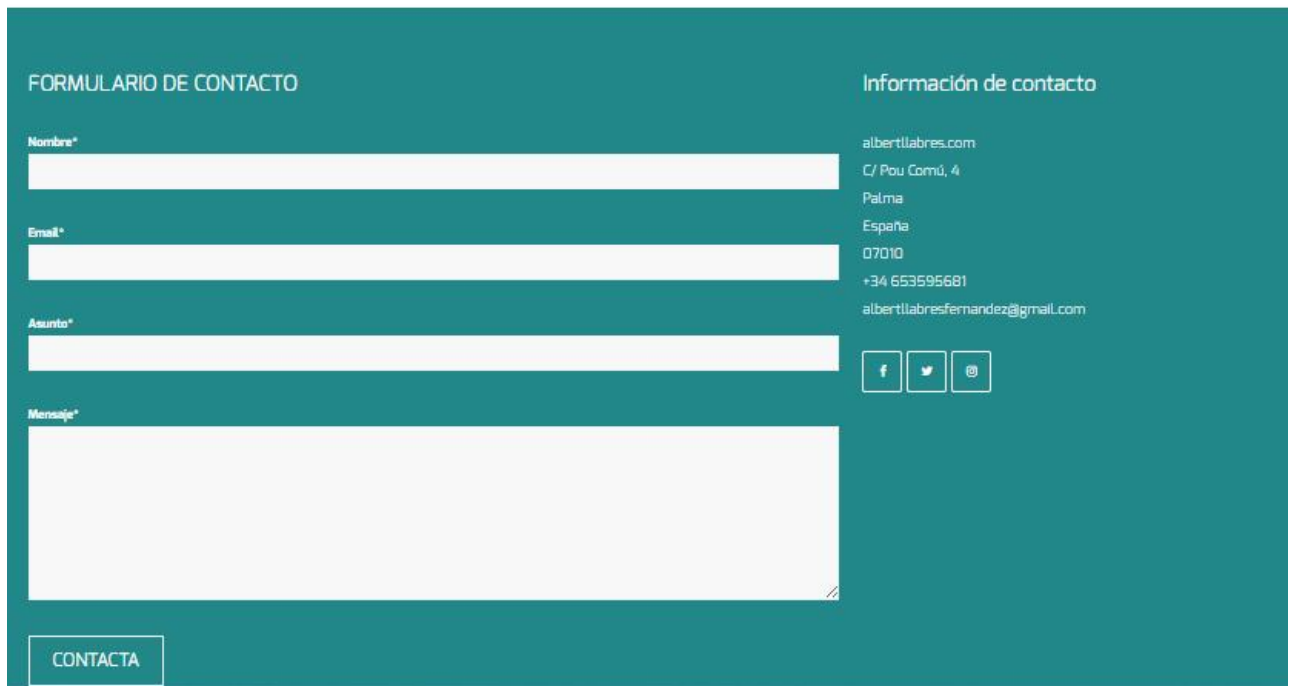 FORMULARIO DE CONTACTO
Nombre*
Email*
Asunto*
Mensaje*
CONTACTA
Información de contacto
albertllabres.com
C/ Pou Comú, 4
Palma
España
07010
+34 653595681
albertllabresfernandez@gmail.com